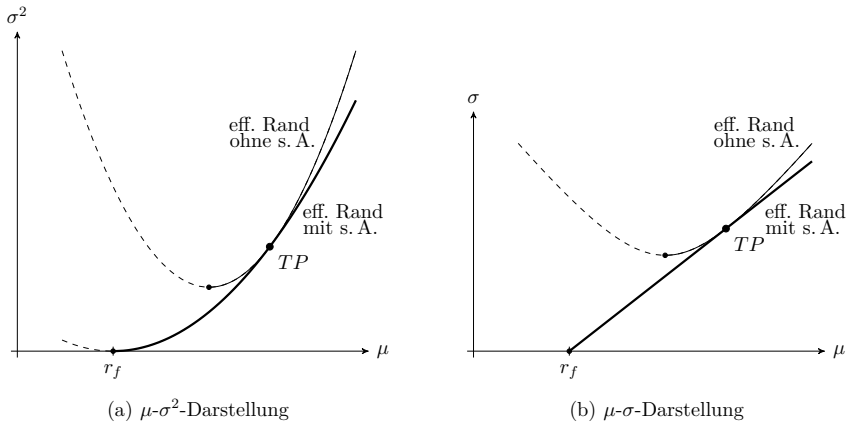 σ²
eff. Rand
ohne s. A.
eff. Rand
mit s. A.
TP
μ
r_f
(a) μ-σ²-Darstellung
σ
eff. Rand
ohne s. A.
eff. Rand
mit s. A.
TP
μ
r_f
(b) μ-σ-Darstellung